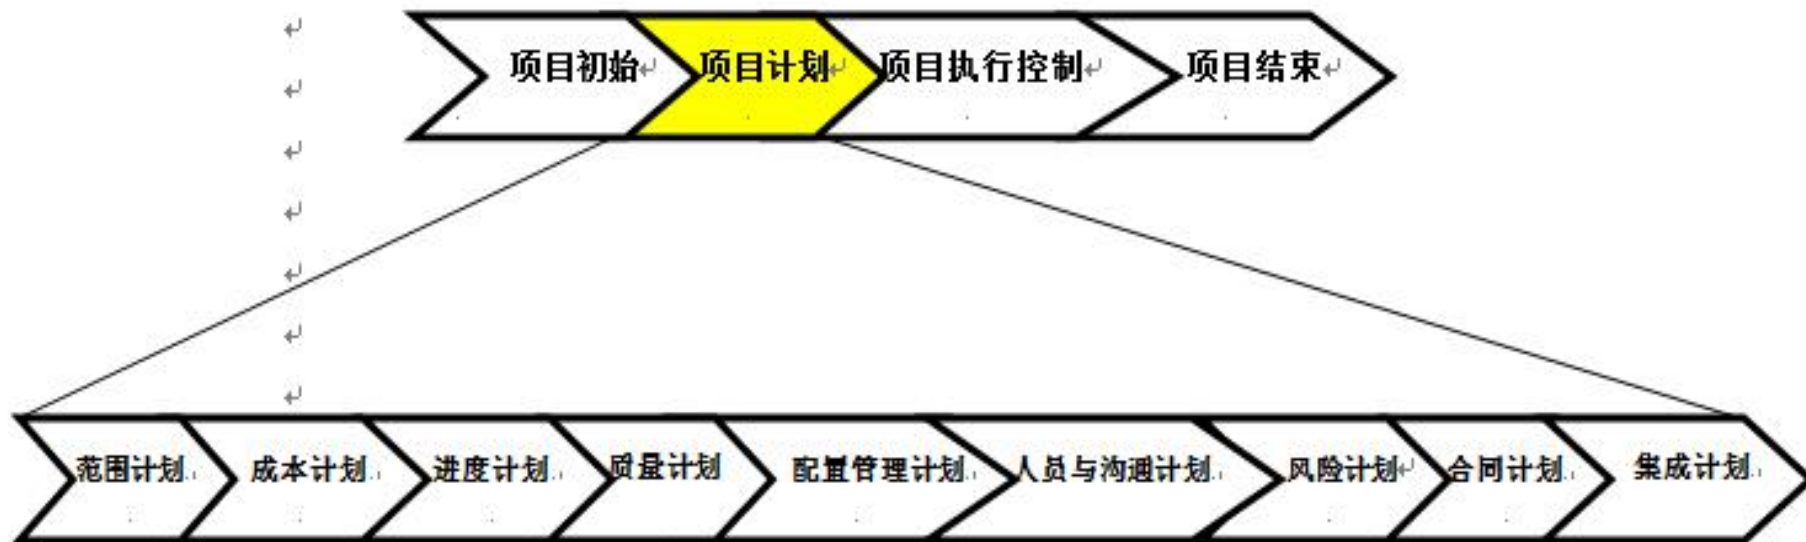 项目初始 项目计划 项目执行控制 项目结束
范围计划 成本计划 进度计划 质量计划 配置管理计划 人员与沟通计划 风险计划 合同计划 集成计划